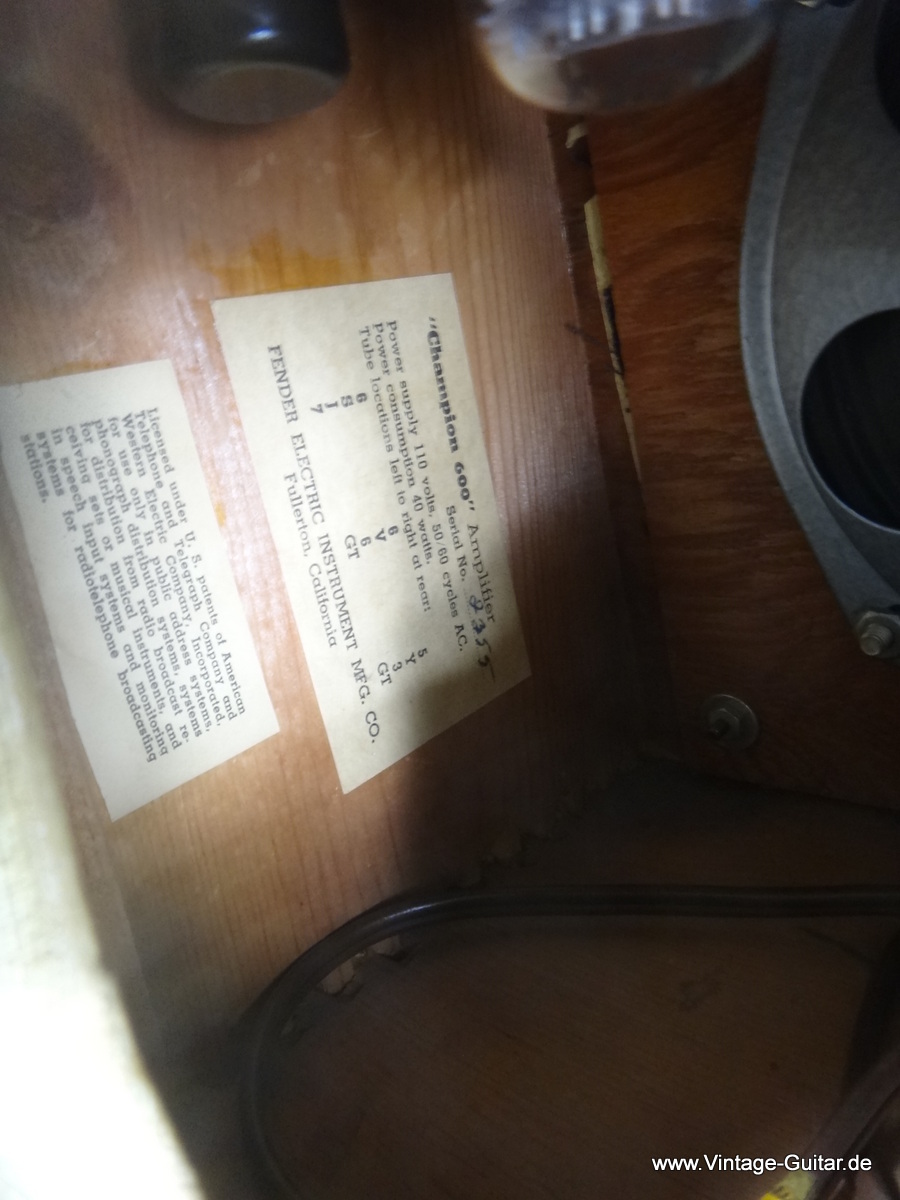 "Champion 600" Amplifier
Serial No. 2355
Power supply 110 volts, 50/60 cycles AC.
Power consumption 40 watts.
Tube locations left to right at rear:
6 6 5
S V Y
J 6 3
7 GT GT
FENDER ELECTRIC INSTRUMENT MFG. CO.
Fullerton, California
Licensed under U. S. patents of American
Telephone and Telegraph Company and
Western Electric Company, Incorporated,
for use only in public address systems,
phonograph distribution systems, systems
for distribution from radio broadcast re-
ceiving sets or musical instruments, and
in speech input systems and monitoring
systems for radiotelephone broadcasting
stations.
www.Vintage-Guitar.de